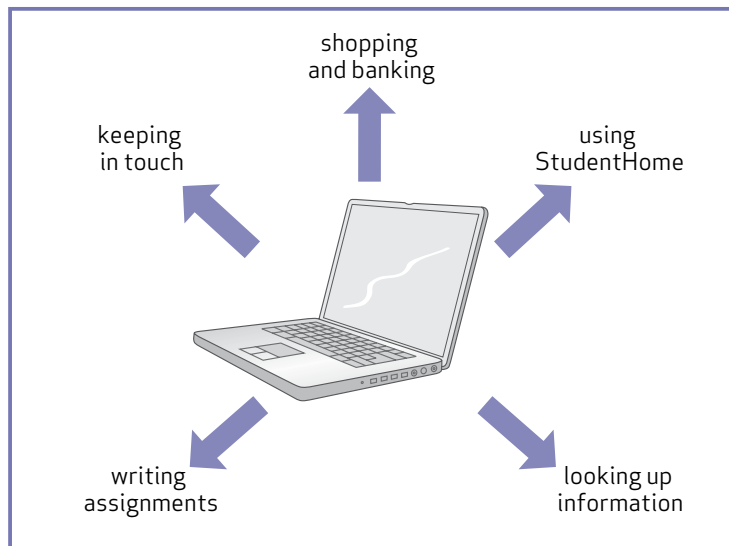 shopping
and banking
keeping
in touch
using
StudentHome
writing
assignments
looking up
information